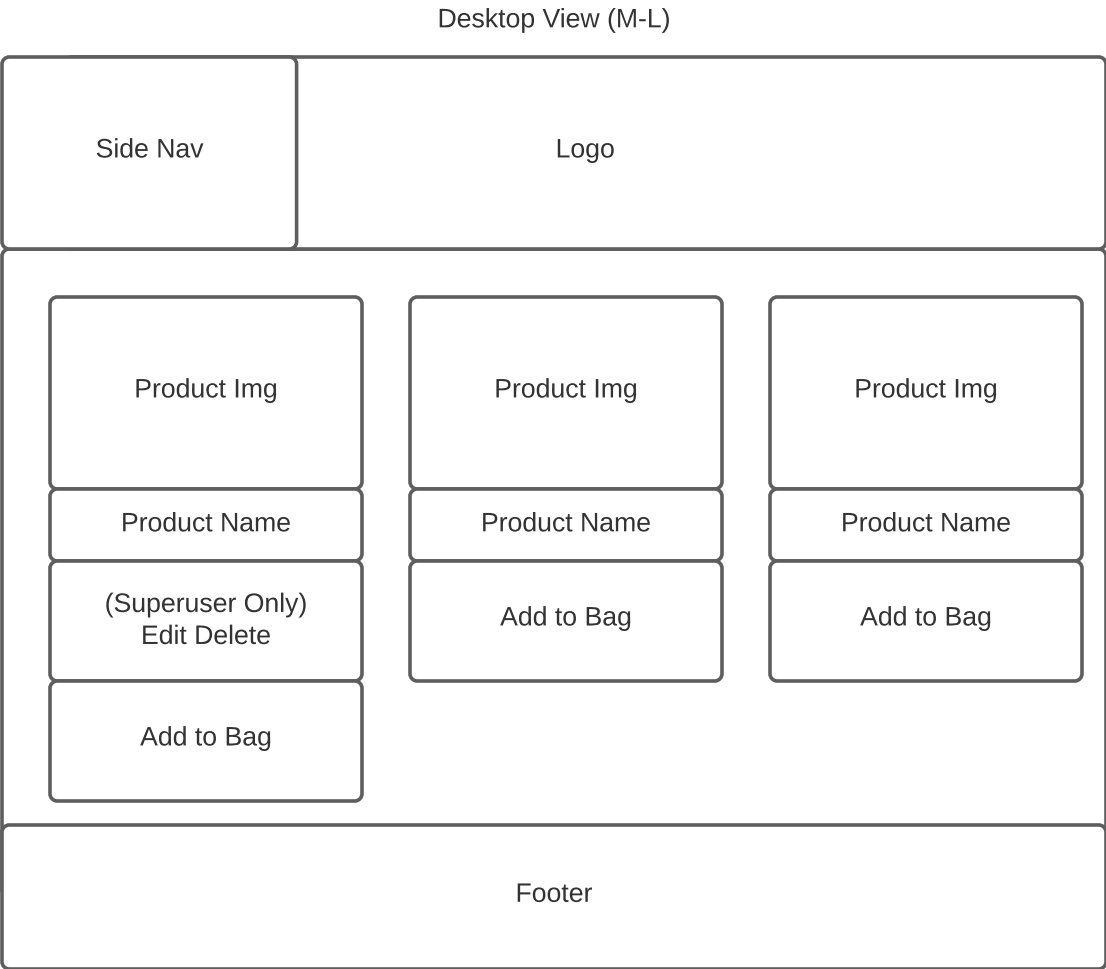 Desktop View (M-L)
Side Nav
Logo
Product Img
Product Img
Product Img
Product Name
Product Name
Product Name
(Superuser Only)
Edit Delete
Add to Bag
Add to Bag
Add to Bag
Footer